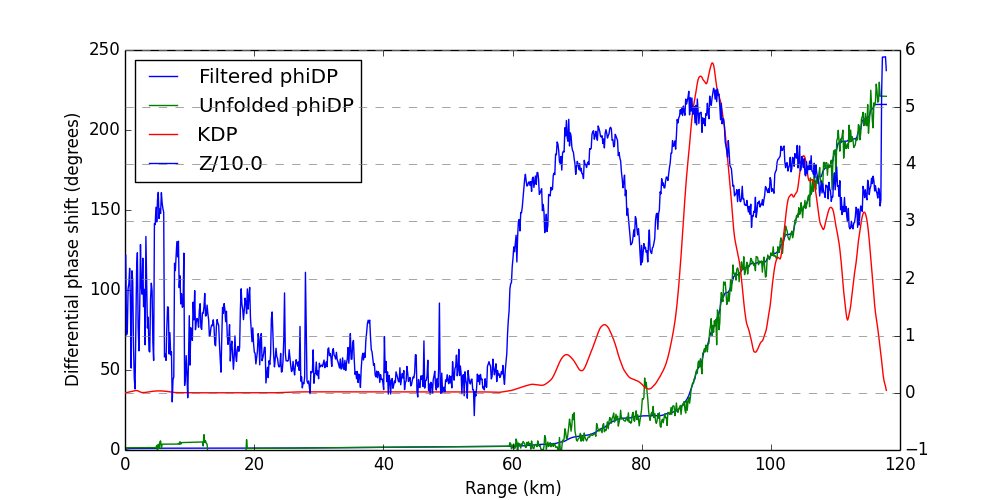 250
200
150
100
50
0
Differential phase shift (degrees)
Filtered phiDP
Unfolded phiDP
KDP
Z/10.0
6
5
4
3
2
1
0
−1
0 20 40 60 80 100 120
Range (km)